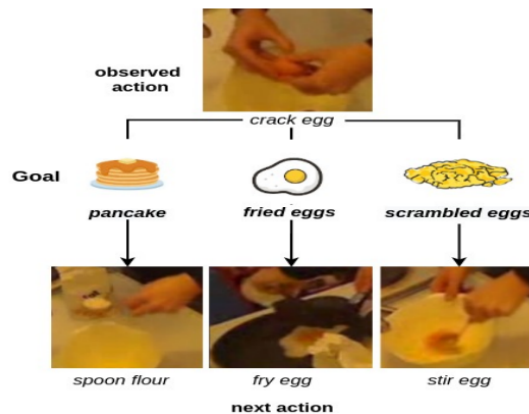 observed
action
crack egg
Goal
pancake
fried eggs
scrambled eggs
spoon flour
fry egg
stir egg
next action